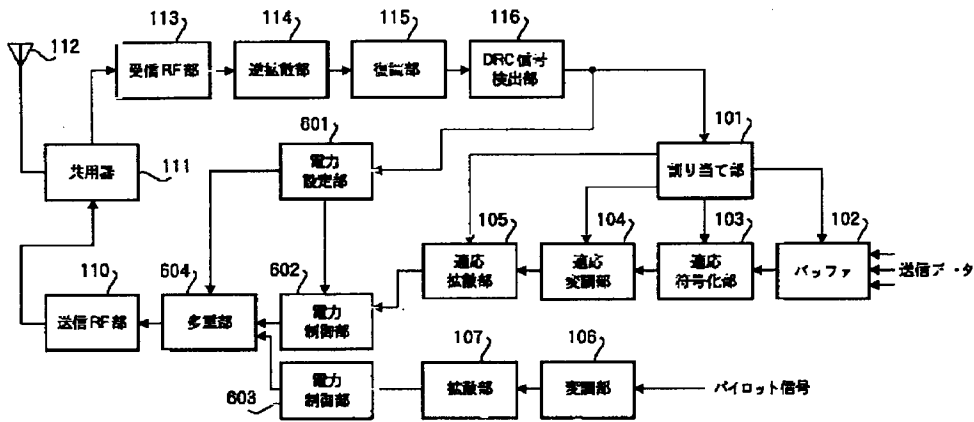 113
114
115
116
112
受信RF部
逆拡散部
復調部
DRC信号
検出部
601
101
共用器
111
電力
設定部
割り当て部
105
104
103
102
110
604
602
適応
拡散部
適応
変調部
適応
符号化部
バッファ
送信データ
送信RF部
多重部
電力
制御部
107
106
603
電力
制御部
拡散部
変調部
パイロット信号